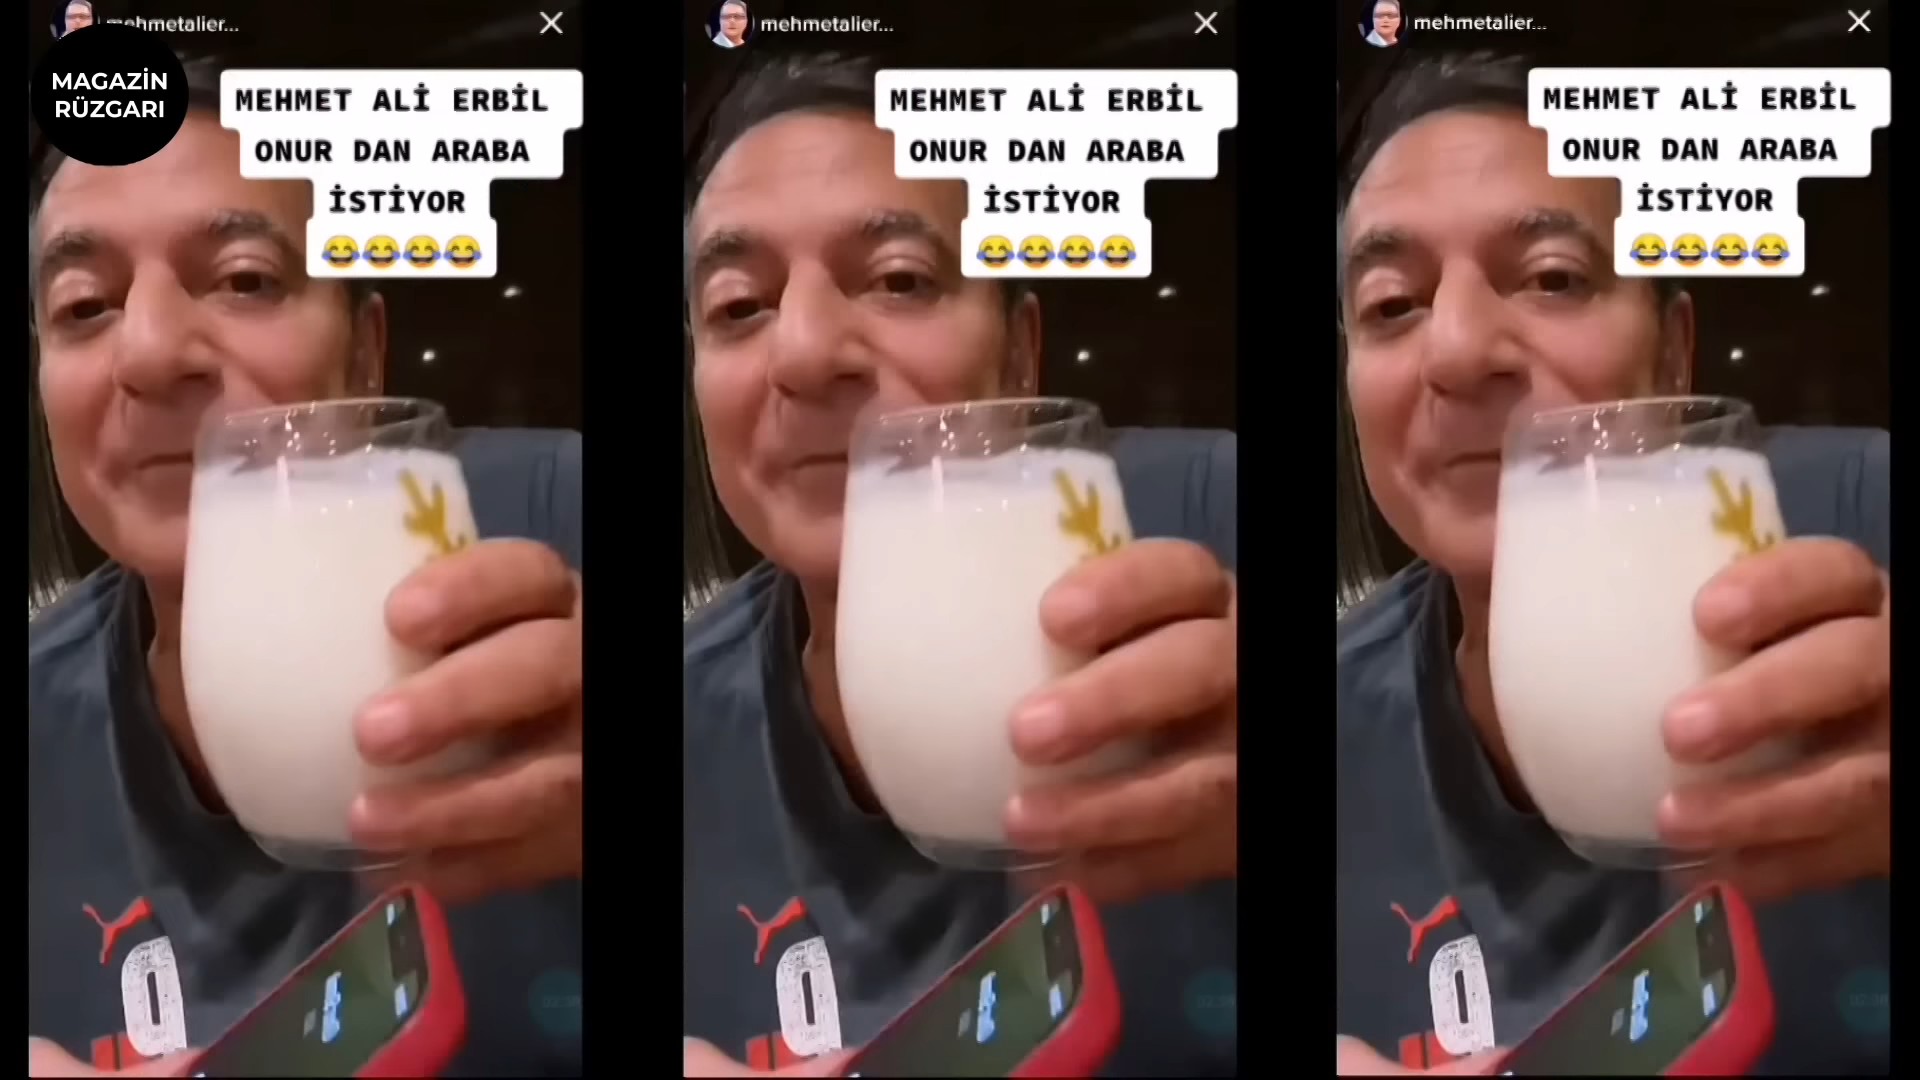 mehmetalier...
MAGAZİN
RÜZGARI
MEHMET ALİ ERBİL
ONUR DAN ARABA
İSTİYOR
😂😂😂😂
mehmetalier...
MEHMET ALİ ERBİL
ONUR DAN ARABA
İSTİYOR
😂😂😂😂
mehmetalier...
MEHMET ALİ ERBİL
ONUR DAN ARABA
İSTİYOR
😂😂😂😂